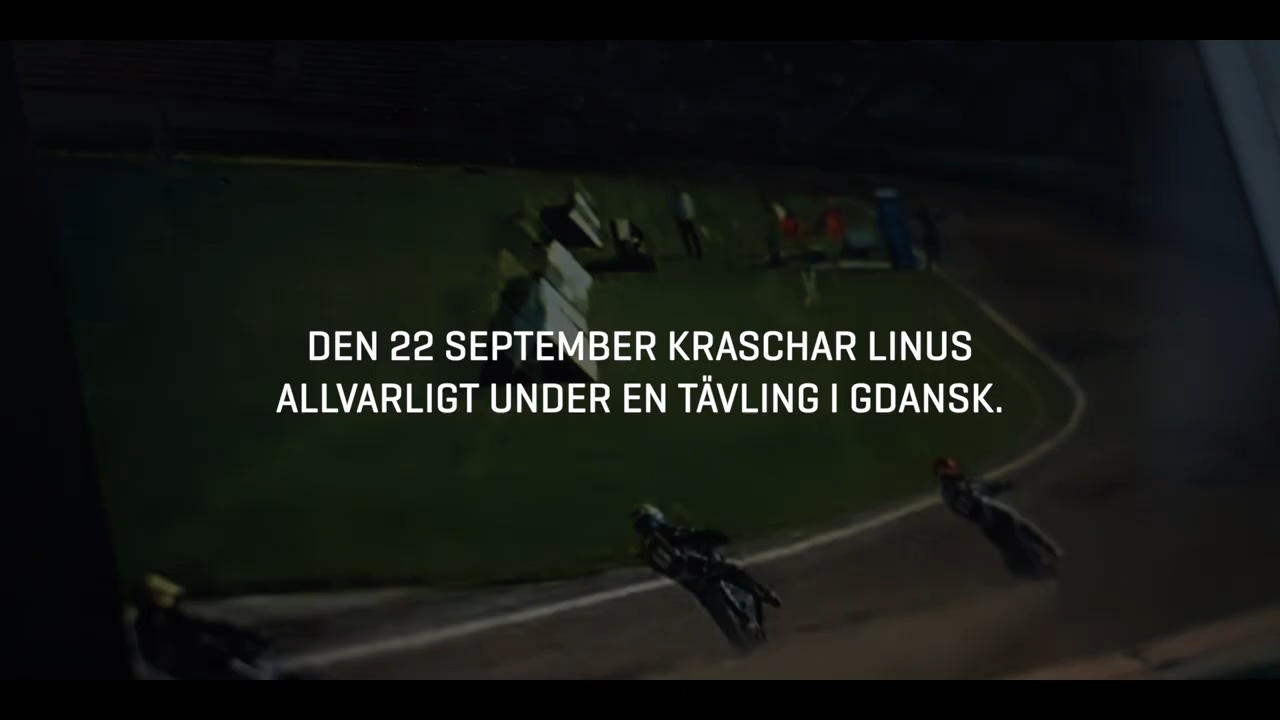 DEN 22 SEPTEMBER KRASCHAR LINUS
ALLVARLIGT UNDER EN TÄVLING I GDANSK.